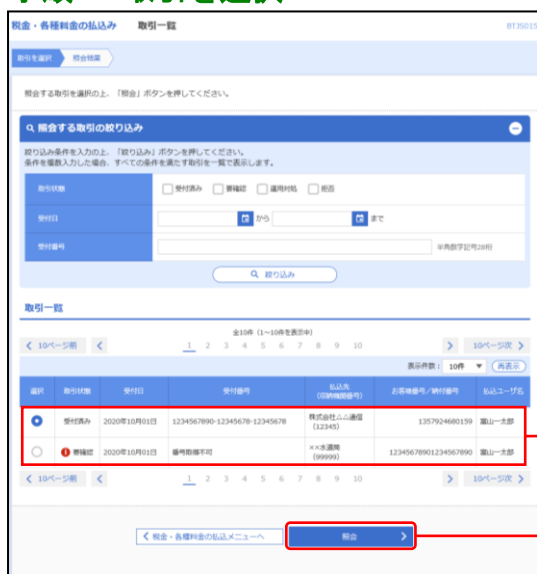 税金・各種料金の払込み 取引一覧 BTJS015
取引を選択 照会結果
照会する取引を選択の上、「照会」ボタンを押してください。
照会する取引の絞り込み
絞り込み条件を入力の上、「絞り込み」ボタンを押してください。
条件を複数入力した場合、すべての条件を満たす取引を一覧で表示します。
取引状態 受付済み 要確認 運用対処 拒否
受付日 から まで
受付番号 半角数字記号28桁
絞り込み
取引一覧
全10件（1～10件を表示中）
10ページ前 1 2 3 4 5 6 7 8 9 10 10ページ次
表示件数： 10件 再表示
選択 取引状態 受付日 受付番号 払込先（収納機関番号） お客様番号／納付番号 払込ユーザ名
受付済み 2020年10月01日 1234567890-12345678-12345678 株式会社△△通信 1357924680159 富山一太郎
(12345)
要確認 2020年10月01日 番号取得不可 ××水道局 12345678901234567890 富山一太郎
(99999)
10ページ前 1 2 3 4 5 6 7 8 9 10 10ページ次
税金・各種料金の払込メニューへ 照会